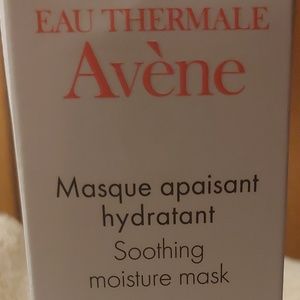 EAU THERMALE
Avène
Masque apaisant
hydratant
Soothing
moisture mask